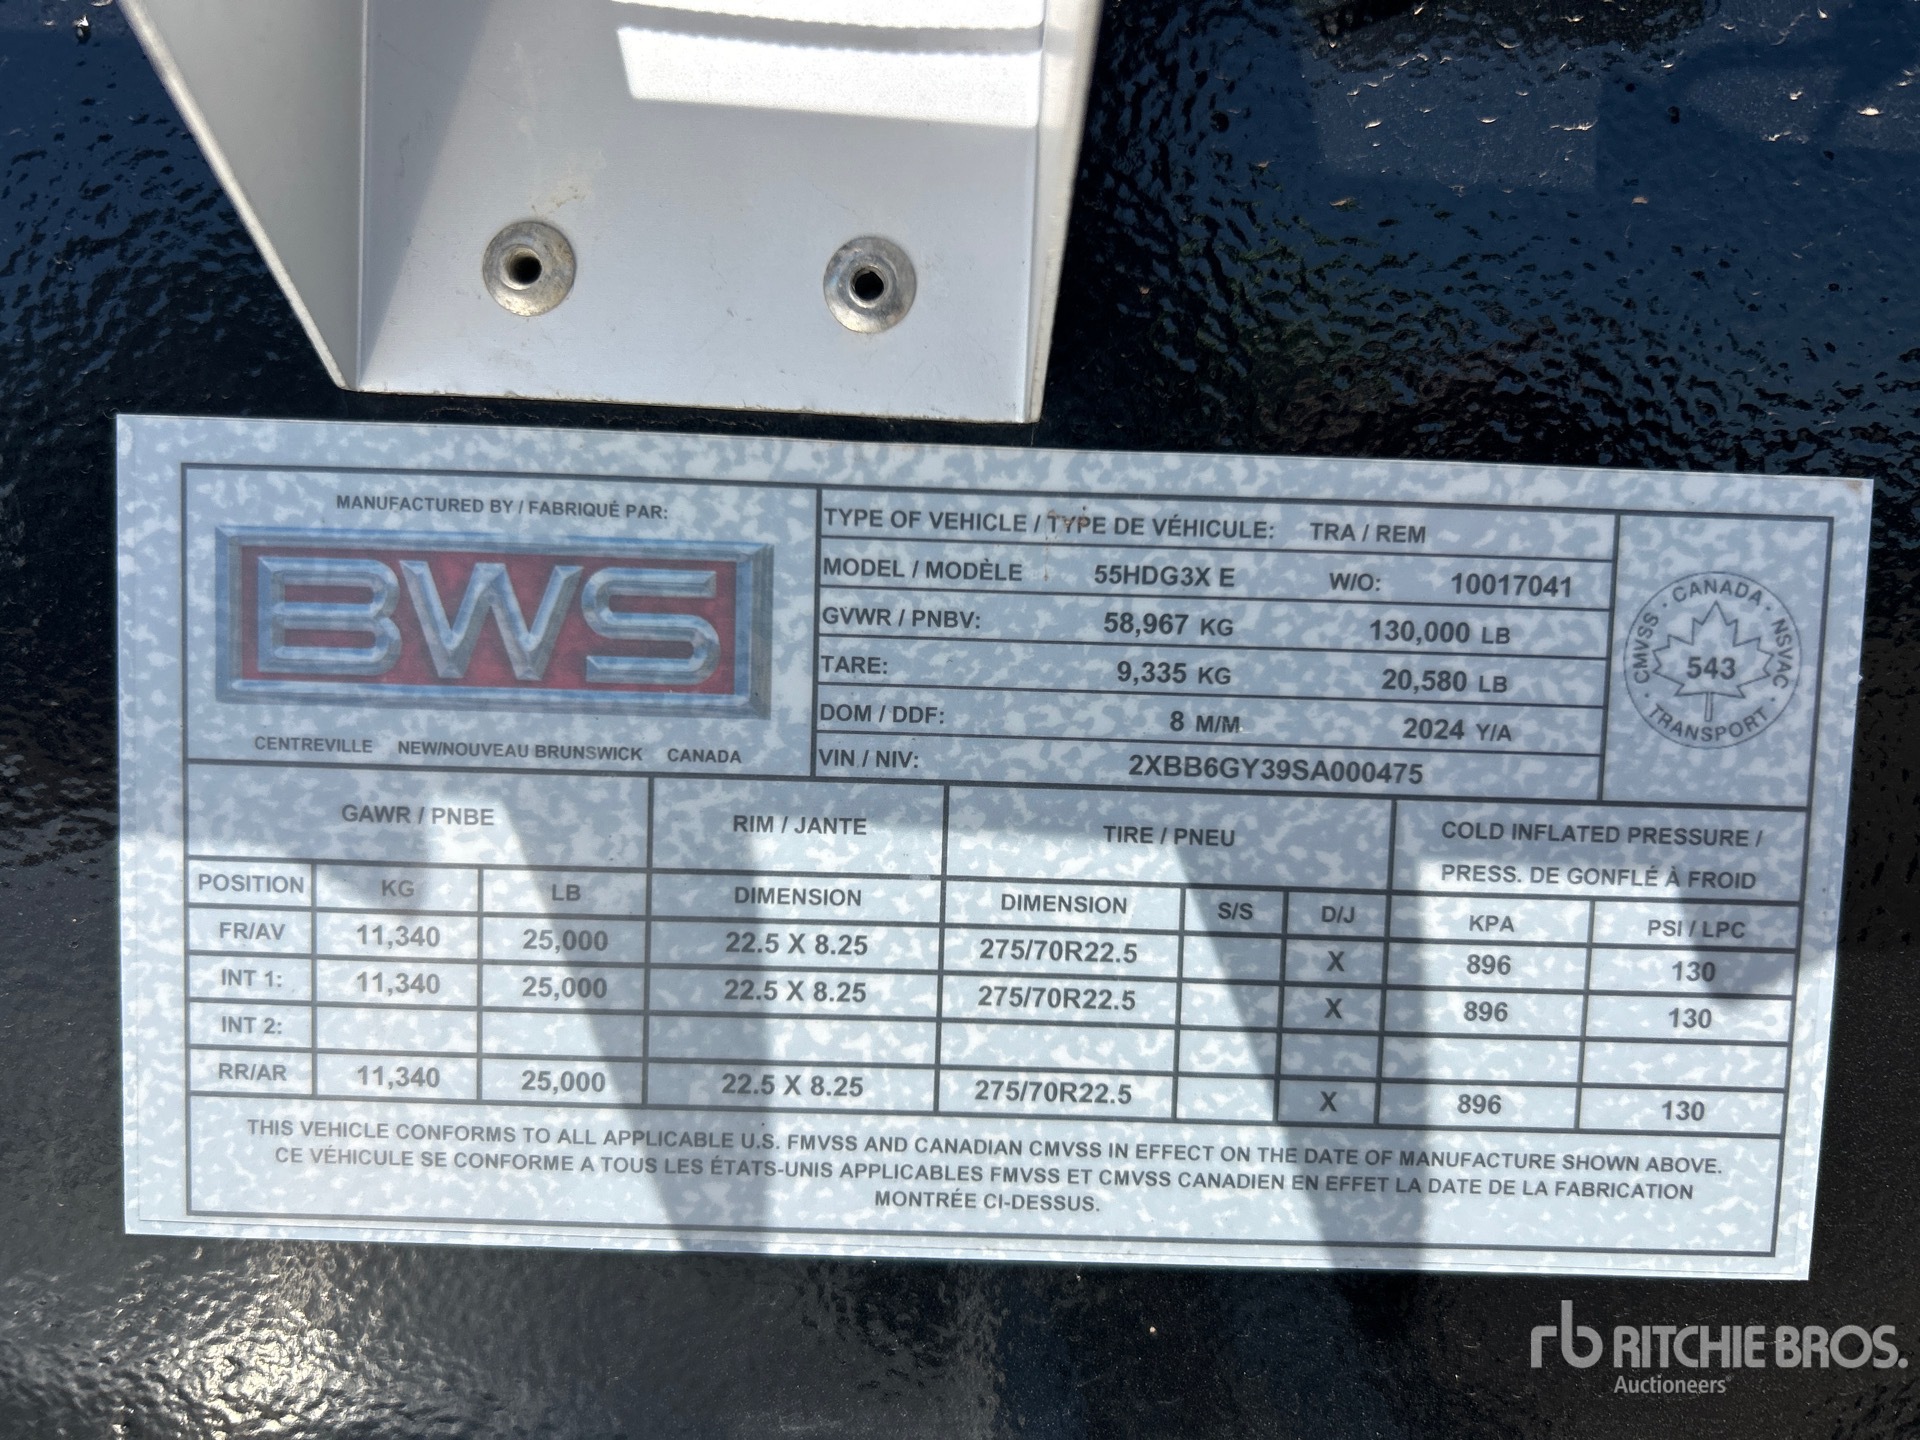 MANUFACTURED BY / FABRIQUÉ PAR:
BWS
CENTREVILLE NEW/NOUVEAU BRUNSWICK CANADA
TYPE OF VEHICLE / TYPE DE VÉHICULE: TRA / REM
MODEL / MODÈLE 55HDG3X E W/O: 10017041
GVWR / PNBV: 58,967 KG 130,000 LB
TARE: 9,335 KG 20,580 LB
DOM / DDF: 8 M/M 2024 Y/A
VIN / NIV: 2XBB6GY39SA000475
CANADA · NSVAC · TRANSPORT · CMVSS ·
543
GAWR / PNBE RIM / JANTE TIRE / PNEU COLD INFLATED PRESSURE /
PRESS. DE GONFLÉ À FROID
POSITION KG LB DIMENSION DIMENSION S/S D/J KPA PSI / LPC
FR/AV 11,340 25,000 22.5 X 8.25 275/70R22.5 X 896 130
INT 1: 11,340 25,000 22.5 X 8.25 275/70R22.5 X 896 130
INT 2:
RR/AR 11,340 25,000 22.5 X 8.25 275/70R22.5 X 896 130
THIS VEHICLE CONFORMS TO ALL APPLICABLE U.S. FMVSS AND CANADIAN CMVSS IN EFFECT ON THE DATE OF MANUFACTURE SHOWN ABOVE.
CE VÉHICULE SE CONFORME A TOUS LES ÉTATS-UNIS APPLICABLES FMVSS ET CMVSS CANADIEN EN EFFET LA DATE DE LA FABRICATION
MONTRÉE CI-DESSUS.
rb RITCHIE BROS.
Auctioneers